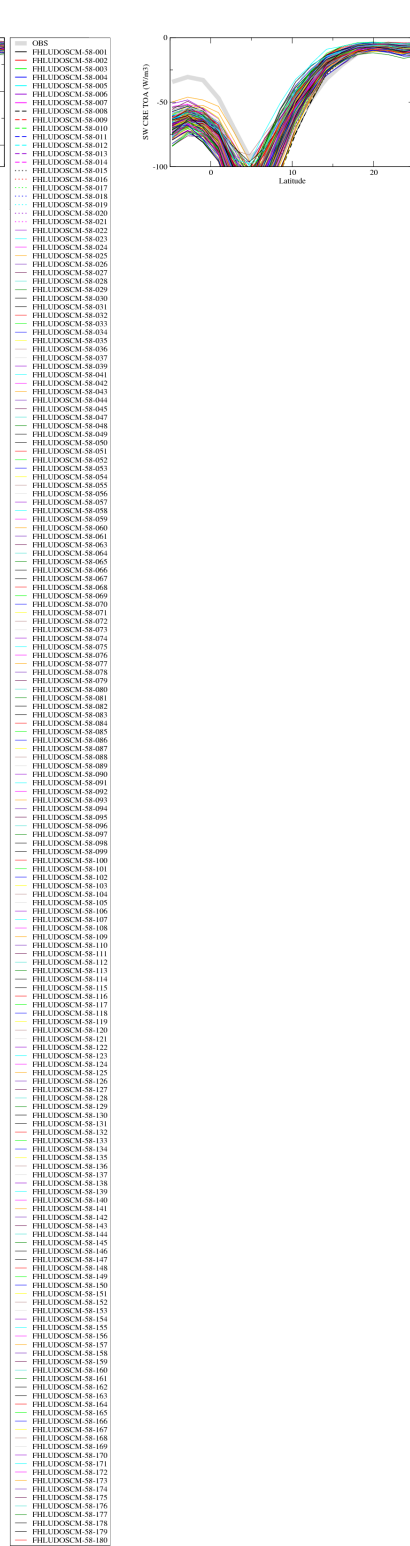 OBS
FHLUDOSCM-58-001
FHLUDOSCM-58-002
FHLUDOSCM-58-003
FHLUDOSCM-58-004
FHLUDOSCM-58-005
FHLUDOSCM-58-006
FHLUDOSCM-58-007
FHLUDOSCM-58-008
FHLUDOSCM-58-009
FHLUDOSCM-58-010
FHLUDOSCM-58-011
FHLUDOSCM-58-012
FHLUDOSCM-58-013
FHLUDOSCM-58-014
FHLUDOSCM-58-015
FHLUDOSCM-58-016
FHLUDOSCM-58-017
FHLUDOSCM-58-018
FHLUDOSCM-58-019
FHLUDOSCM-58-020
FHLUDOSCM-58-021
FHLUDOSCM-58-022
FHLUDOSCM-58-023
FHLUDOSCM-58-024
FHLUDOSCM-58-025
FHLUDOSCM-58-026
FHLUDOSCM-58-027
FHLUDOSCM-58-028
FHLUDOSCM-58-029
FHLUDOSCM-58-030
FHLUDOSCM-58-031
FHLUDOSCM-58-032
FHLUDOSCM-58-033
FHLUDOSCM-58-034
FHLUDOSCM-58-035
FHLUDOSCM-58-036
FHLUDOSCM-58-037
FHLUDOSCM-58-039
FHLUDOSCM-58-041
FHLUDOSCM-58-042
FHLUDOSCM-58-043
FHLUDOSCM-58-044
FHLUDOSCM-58-045
FHLUDOSCM-58-047
FHLUDOSCM-58-048
FHLUDOSCM-58-049
FHLUDOSCM-58-050
FHLUDOSCM-58-051
FHLUDOSCM-58-052
FHLUDOSCM-58-053
FHLUDOSCM-58-054
FHLUDOSCM-58-055
FHLUDOSCM-58-056
FHLUDOSCM-58-057
FHLUDOSCM-58-058
FHLUDOSCM-58-059
FHLUDOSCM-58-060
FHLUDOSCM-58-061
FHLUDOSCM-58-063
FHLUDOSCM-58-064
FHLUDOSCM-58-065
FHLUDOSCM-58-066
FHLUDOSCM-58-067
FHLUDOSCM-58-068
FHLUDOSCM-58-069
FHLUDOSCM-58-070
FHLUDOSCM-58-071
FHLUDOSCM-58-072
FHLUDOSCM-58-073
FHLUDOSCM-58-074
FHLUDOSCM-58-075
FHLUDOSCM-58-076
FHLUDOSCM-58-077
FHLUDOSCM-58-078
FHLUDOSCM-58-079
FHLUDOSCM-58-080
FHLUDOSCM-58-081
FHLUDOSCM-58-082
FHLUDOSCM-58-083
FHLUDOSCM-58-084
FHLUDOSCM-58-085
FHLUDOSCM-58-086
FHLUDOSCM-58-087
FHLUDOSCM-58-088
FHLUDOSCM-58-089
FHLUDOSCM-58-090
FHLUDOSCM-58-091
FHLUDOSCM-58-092
FHLUDOSCM-58-093
FHLUDOSCM-58-094
FHLUDOSCM-58-095
FHLUDOSCM-58-096
FHLUDOSCM-58-097
FHLUDOSCM-58-098
FHLUDOSCM-58-099
FHLUDOSCM-58-100
FHLUDOSCM-58-101
FHLUDOSCM-58-102
FHLUDOSCM-58-103
FHLUDOSCM-58-104
FHLUDOSCM-58-105
FHLUDOSCM-58-106
FHLUDOSCM-58-107
FHLUDOSCM-58-108
FHLUDOSCM-58-109
FHLUDOSCM-58-110
FHLUDOSCM-58-111
FHLUDOSCM-58-112
FHLUDOSCM-58-113
FHLUDOSCM-58-114
FHLUDOSCM-58-115
FHLUDOSCM-58-116
FHLUDOSCM-58-117
FHLUDOSCM-58-118
FHLUDOSCM-58-119
FHLUDOSCM-58-120
FHLUDOSCM-58-121
FHLUDOSCM-58-122
FHLUDOSCM-58-123
FHLUDOSCM-58-124
FHLUDOSCM-58-125
FHLUDOSCM-58-126
FHLUDOSCM-58-127
FHLUDOSCM-58-128
FHLUDOSCM-58-129
FHLUDOSCM-58-130
FHLUDOSCM-58-131
FHLUDOSCM-58-132
FHLUDOSCM-58-133
FHLUDOSCM-58-134
FHLUDOSCM-58-135
FHLUDOSCM-58-136
FHLUDOSCM-58-137
FHLUDOSCM-58-138
FHLUDOSCM-58-139
FHLUDOSCM-58-140
FHLUDOSCM-58-141
FHLUDOSCM-58-142
FHLUDOSCM-58-143
FHLUDOSCM-58-144
FHLUDOSCM-58-145
FHLUDOSCM-58-146
FHLUDOSCM-58-147
FHLUDOSCM-58-148
FHLUDOSCM-58-149
FHLUDOSCM-58-150
FHLUDOSCM-58-151
FHLUDOSCM-58-152
FHLUDOSCM-58-153
FHLUDOSCM-58-154
FHLUDOSCM-58-155
FHLUDOSCM-58-156
FHLUDOSCM-58-157
FHLUDOSCM-58-158
FHLUDOSCM-58-159
FHLUDOSCM-58-160
FHLUDOSCM-58-161
FHLUDOSCM-58-162
FHLUDOSCM-58-163
FHLUDOSCM-58-164
FHLUDOSCM-58-165
FHLUDOSCM-58-166
FHLUDOSCM-58-167
FHLUDOSCM-58-168
FHLUDOSCM-58-169
FHLUDOSCM-58-170
FHLUDOSCM-58-171
FHLUDOSCM-58-172
FHLUDOSCM-58-173
FHLUDOSCM-58-174
FHLUDOSCM-58-175
FHLUDOSCM-58-176
FHLUDOSCM-58-177
FHLUDOSCM-58-178
FHLUDOSCM-58-179
FHLUDOSCM-58-180
SW CRE TOA (W/m3)
0
-50
-100
0 10 20
Latitude